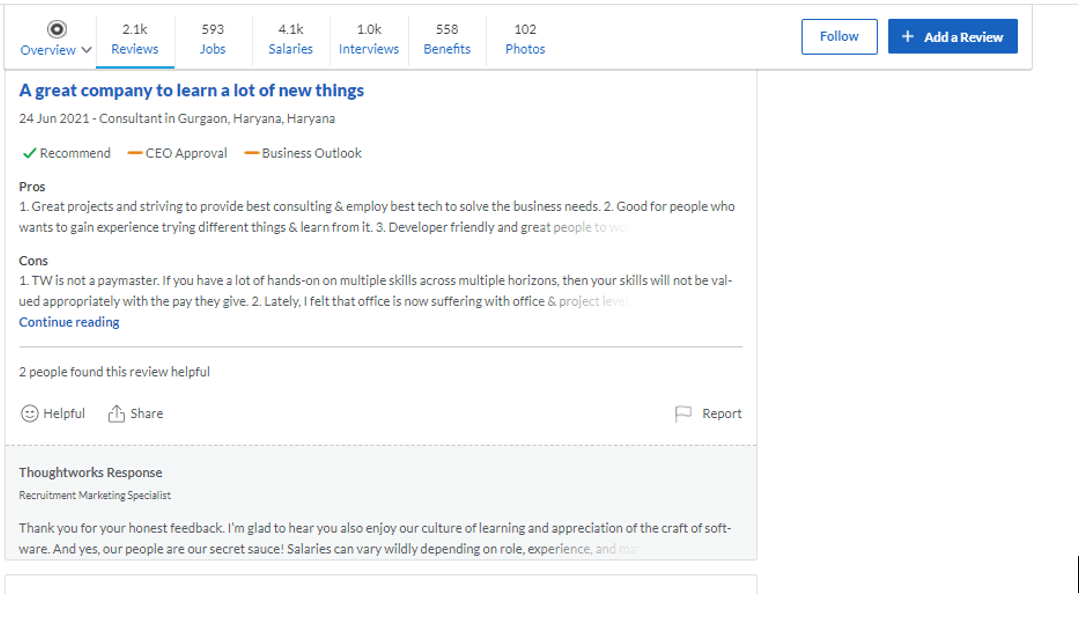 2.1k 593 4.1k 1.0k 558 102
Overview Reviews Jobs Salaries Interviews Benefits Photos Follow + Add a Review
A great company to learn a lot of new things
24 Jun 2021 - Consultant in Gurgaon, Haryana, Haryana
Recommend CEO Approval Business Outlook
Pros
1. Great projects and striving to provide best consulting & employ best tech to solve the business needs. 2. Good for people who
wants to gain experience trying different things & learn from it. 3. Developer friendly and great people to
Cons
1. TW is not a paymaster. If you have a lot of hands-on on multiple skills across multiple horizons, then your skills will not be val-
ued appropriately with the pay they give. 2. Lately, I felt that office is now suffering with office & project level
Continue reading
2 people found this review helpful
Helpful Share Report
Thoughtworks Response
Recruitment Marketing Specialist
Thank you for your honest feedback. I'm glad to hear you also enjoy our culture of learning and appreciation of the craft of soft-
ware. And yes, our people are our secret sauce! Salaries can vary wildly depending on role, experience, and